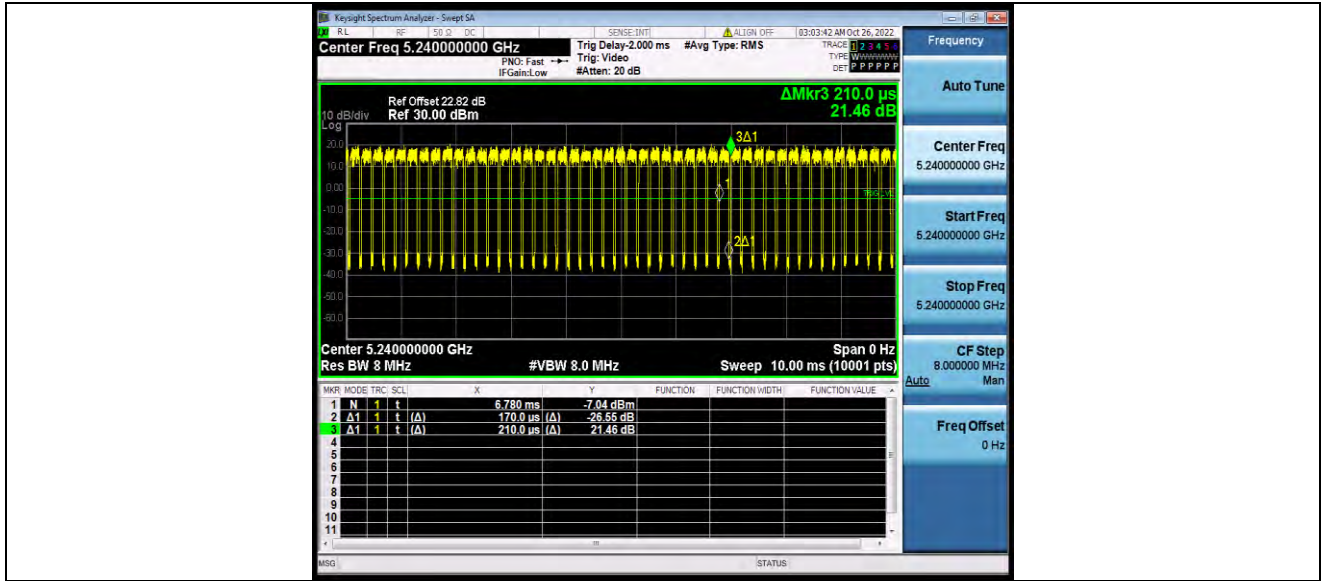 Keysight Spectrum Analyzer - Swept SA
RL RF 50 Ω DC SENSE:INT ALIGN OFF 03:03:42 AM Oct 26, 2022
Center Freq 5.240000000 GHz
PNO: Fast
IFGain:Low
Trig Delay-2.000 ms
Trig: Video
#Atten: 20 dB
#Avg Type: RMS
TRACE 1 2 3 4 5 6
TYPE WWWWWW
DET P P P P P P
ΔMkr3 210.0 µs
21.46 dB
Ref Offset 22.82 dB
10 dB/div Ref 30.00 dBm
Log
20.0
10.0
0.00
-10.0
-20.0
-30.0
-40.0
-50.0
-60.0
3Δ1
1
2Δ1
Center 5.240000000 GHz Span 0 Hz
Res BW 8 MHz #VBW 8.0 MHz Sweep 10.00 ms (10001 pts)
MKR MODE TRC SCL X Y FUNCTION FUNCTION WIDTH FUNCTION VALUE
1 N 1 t 6.780 ms -7.04 dBm
2 Δ1 1 t (Δ) 170.0 µs (Δ) -26.55 dB
3 Δ1 1 t (Δ) 210.0 µs (Δ) 21.46 dB
4
5
6
7
8
9
10
11
MSG STATUS
Frequency
Auto Tune
Center Freq
5.240000000 GHz
Start Freq
5.240000000 GHz
Stop Freq
5.240000000 GHz
CF Step
8.000000 MHz
Auto Man
Freq Offset
0 Hz